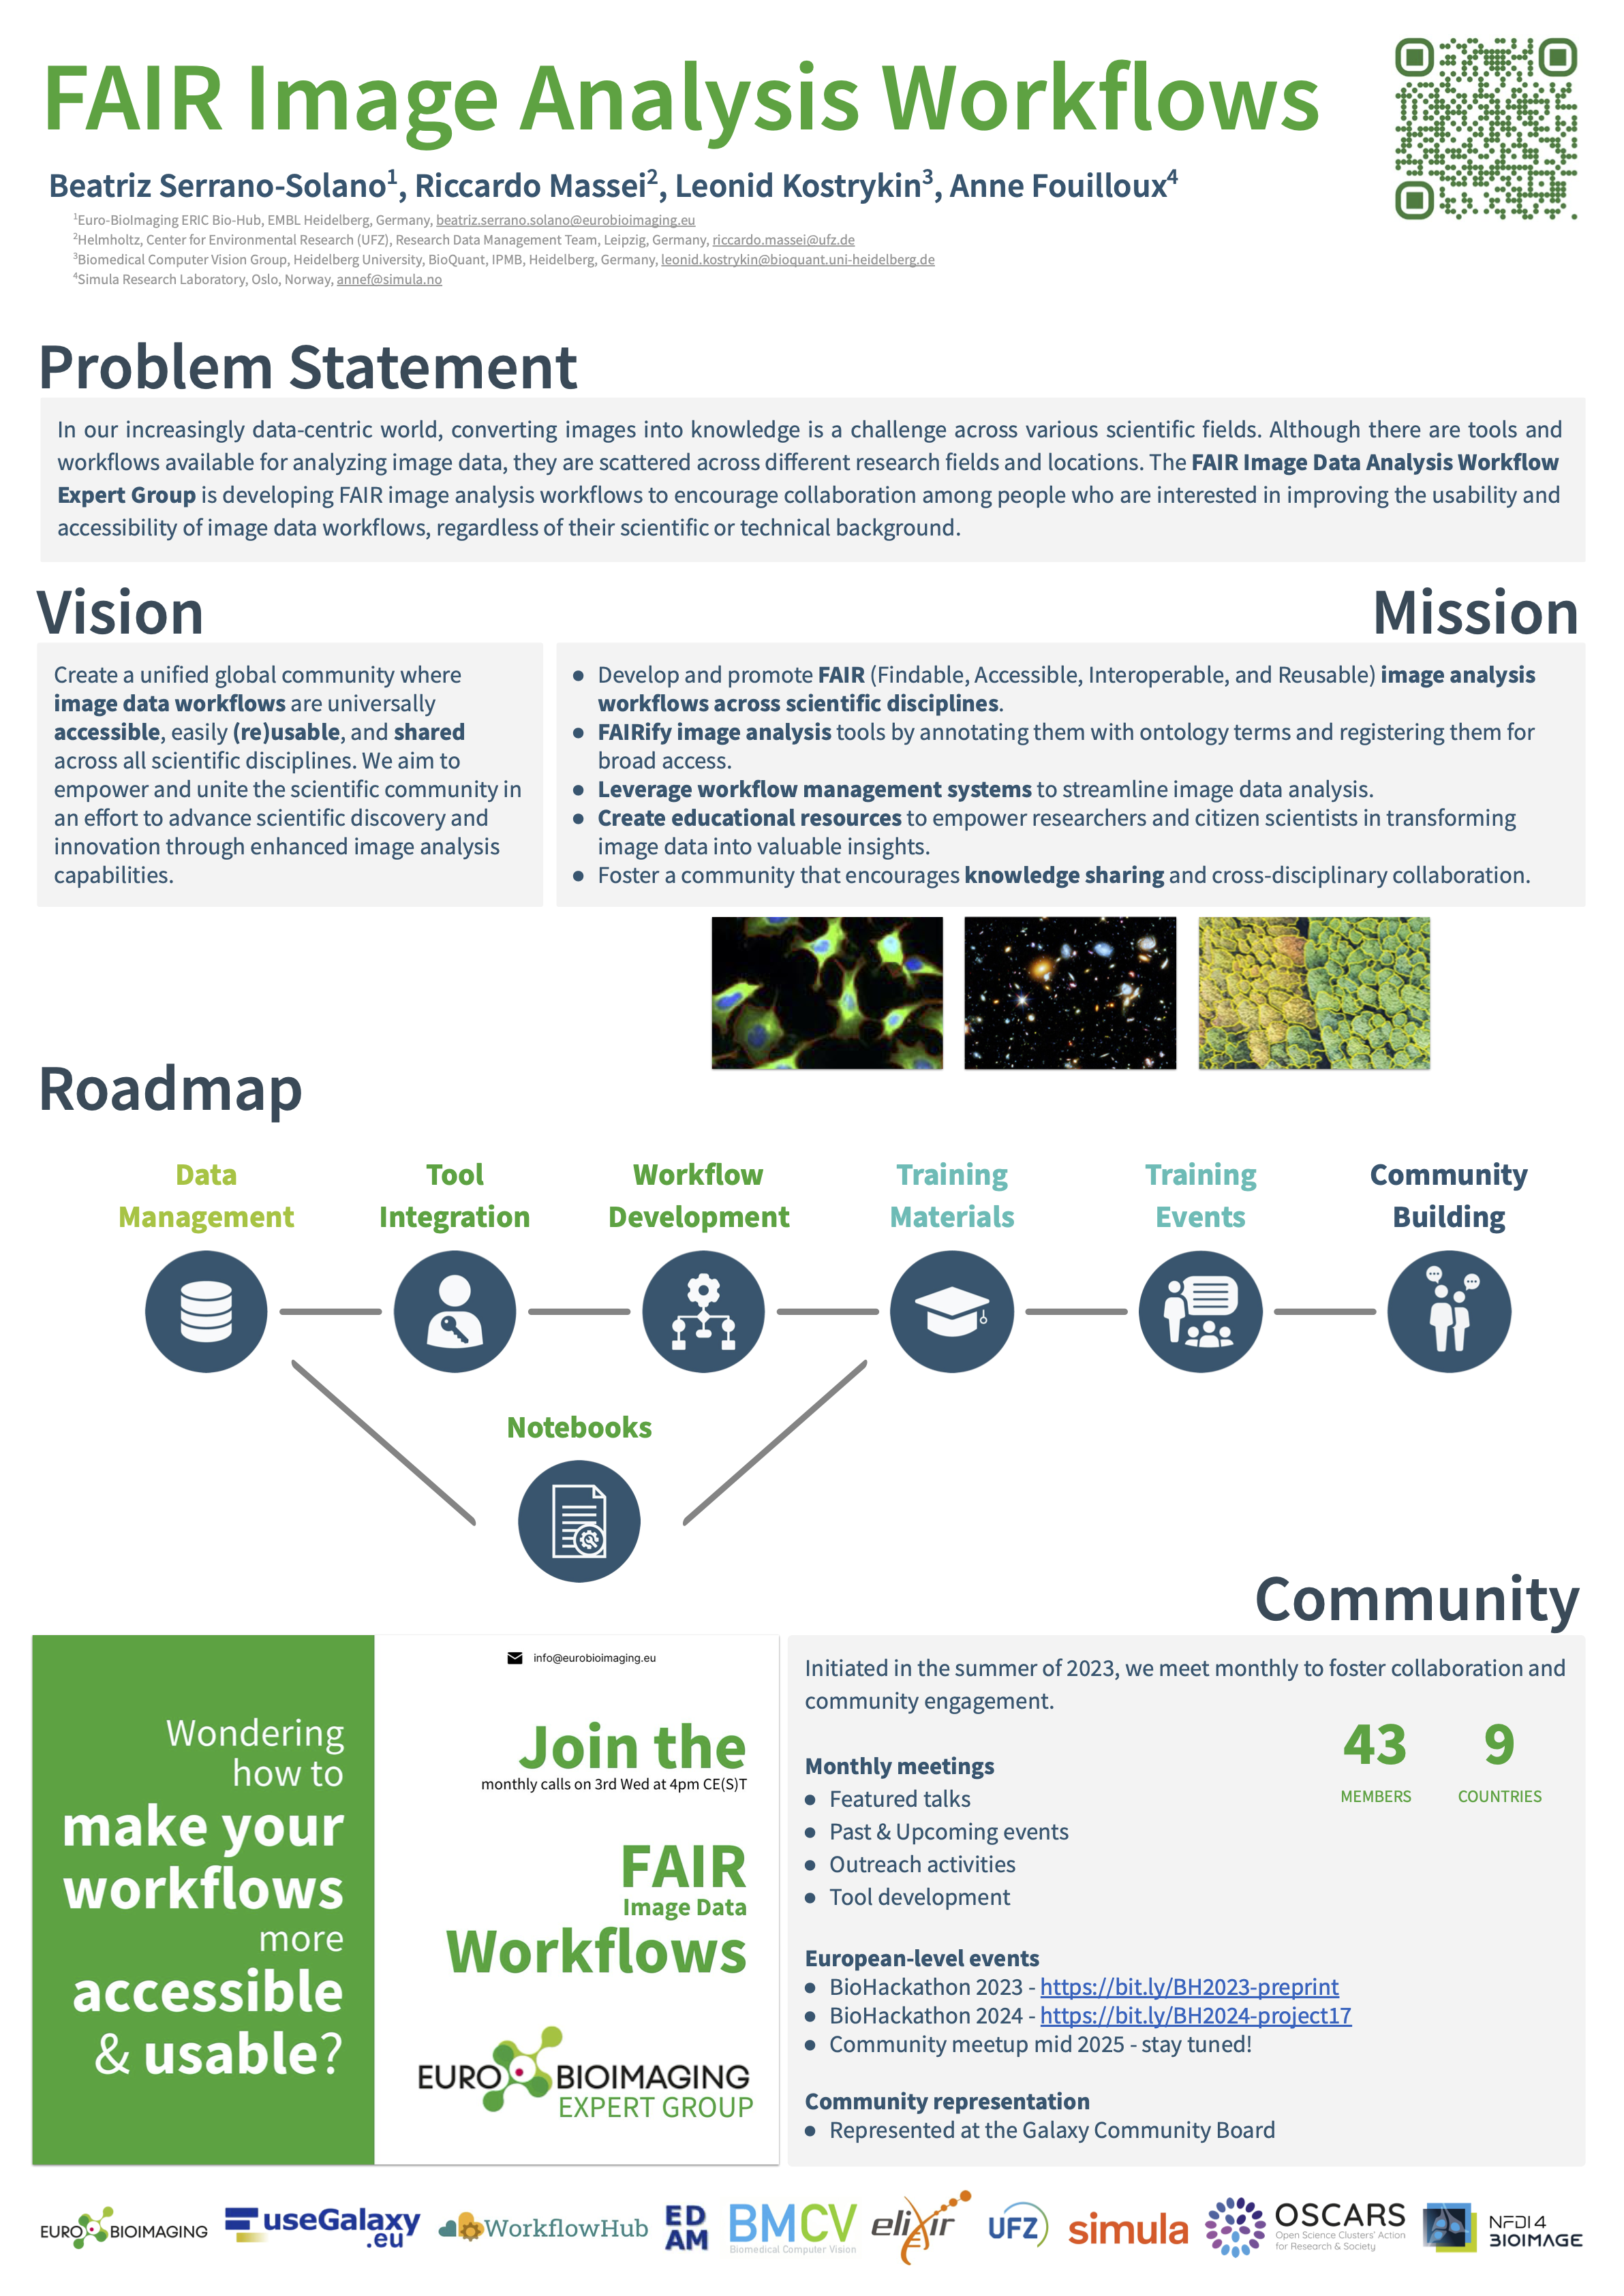 FAIR Image Analysis Workflows
Beatriz Serrano-Solano1, Riccardo Massei2, Leonid Kostrykin3, Anne Fouilloux4
1Euro-BioImaging ERIC Bio-Hub, EMBL Heidelberg, Germany, beatriz.serrano.solano@eurobioimaging.eu
2Helmholtz, Center for Environmental Research (UFZ), Research Data Management Team, Leipzig, Germany, riccardo.massei@ufz.de
3Biomedical Computer Vision Group, Heidelberg University, BioQuant, IPMB, Heidelberg, Germany, leonid.kostrykin@bioquant.uni-heidelberg.de
4Simula Research Laboratory, Oslo, Norway, annef@simula.no
Problem Statement
In our increasingly data-centric world, converting images into knowledge is a challenge across various scientific fields. Although there are tools and
workflows available for analyzing image data, they are scattered across different research fields and locations. The FAIR Image Data Analysis Workflow
Expert Group is developing FAIR image analysis workflows to encourage collaboration among people who are interested in improving the usability and
accessibility of image data workflows, regardless of their scientific or technical background.
Vision
Create a unified global community where
image data workflows are universally
accessible, easily (re)usable, and shared
across all scientific disciplines. We aim to
empower and unite the scientific community in
an effort to advance scientific discovery and
innovation through enhanced image analysis
capabilities.
Mission
● Develop and promote FAIR (Findable, Accessible, Interoperable, and Reusable) image analysis
workflows across scientific disciplines.
● FAIRify image analysis tools by annotating them with ontology terms and registering them for
broad access.
● Leverage workflow management systems to streamline image data analysis.
● Create educational resources to empower researchers and citizen scientists in transforming
image data into valuable insights.
● Foster a community that encourages knowledge sharing and cross-disciplinary collaboration.
Roadmap
Data
Management
Tool
Integration
Workflow
Development
Training
Materials
Training
Events
Community
Building
Notebooks
Wondering
how to
make your
workflows
more
accessible
& usable?
info@eurobioimaging.eu
Join the
monthly calls on 3rd Wed at 4pm CE(S)T
FAIR
Image Data
Workflows
EURO BIOIMAGING
EXPERT GROUP
Community
Initiated in the summer of 2023, we meet monthly to foster collaboration and
community engagement.
43
MEMBERS
9
COUNTRIES
Monthly meetings
● Featured talks
● Past & Upcoming events
● Outreach activities
● Tool development
European-level events
● BioHackathon 2023 - https://bit.ly/BH2023-preprint
● BioHackathon 2024 - https://bit.ly/BH2024-project17
● Community meetup mid 2025 - stay tuned!
Community representation
● Represented at the Galaxy Community Board
EURO BIOIMAGING
useGalaxy
.eu
WorkflowHub
ED
AM
BMCV
Biomedical Computer Vision
elixir
UFZ
simula
OSCARS
Open Science Clusters' Action
for Research & Society
NFDI4
BIOIMAGE